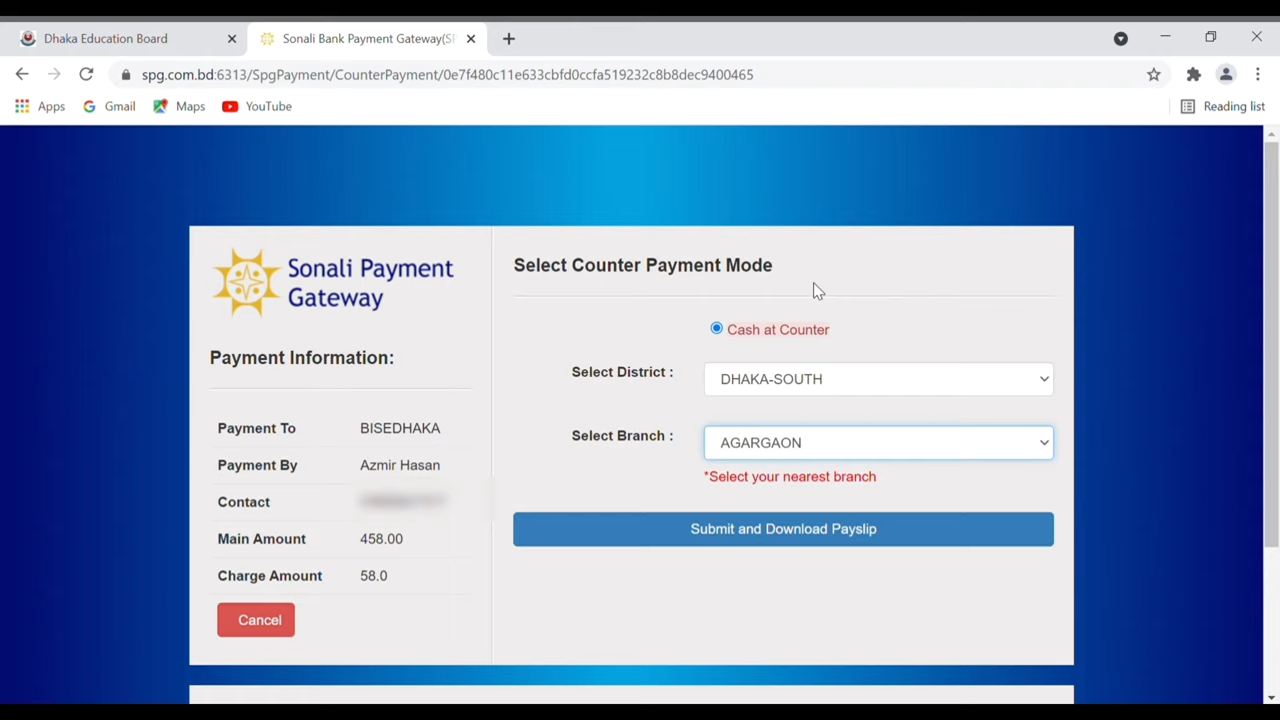 Dhaka Education Board
Sonali Bank Payment Gateway(SP
spg.com.bd:6313/SpgPayment/CounterPayment/0e7f480c11e633cbfd0ccfa519232c8b8dec9400465
Apps
Gmail
Maps
YouTube
Reading list
Sonali Payment
Gateway
Payment Information:
Payment To BISEDHAKA
Payment By Azmir Hasan
Contact
Main Amount 458.00
Charge Amount 58.0
Cancel
Select Counter Payment Mode
Cash at Counter
Select District : DHAKA-SOUTH
Select Branch : AGARGAON
*Select your nearest branch
Submit and Download Payslip